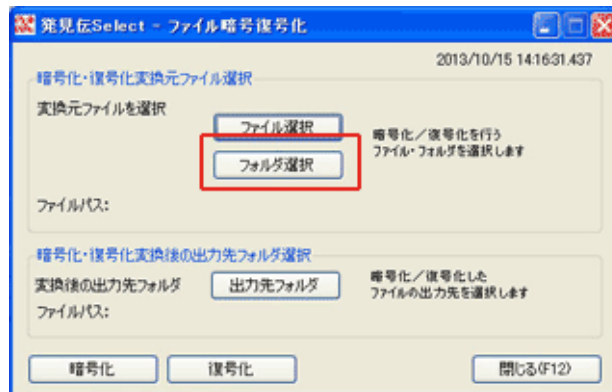 発見伝Select - ファイル暗号復号化
2013/10/15 14:16:31.437
暗号化・復号化変換元ファイル選択
変換元ファイルを選択
ファイル選択
暗号化／復号化を行う
ファイル・フォルダを選択します
フォルダ選択
ファイルパス:
暗号化・復号化変換後の出力先フォルダ選択
変換後の出力先フォルダ
出力先フォルダ
暗号化／復号化した
ファイルの出力先を選択します
ファイルパス:
暗号化
復号化
閉じる(F12)